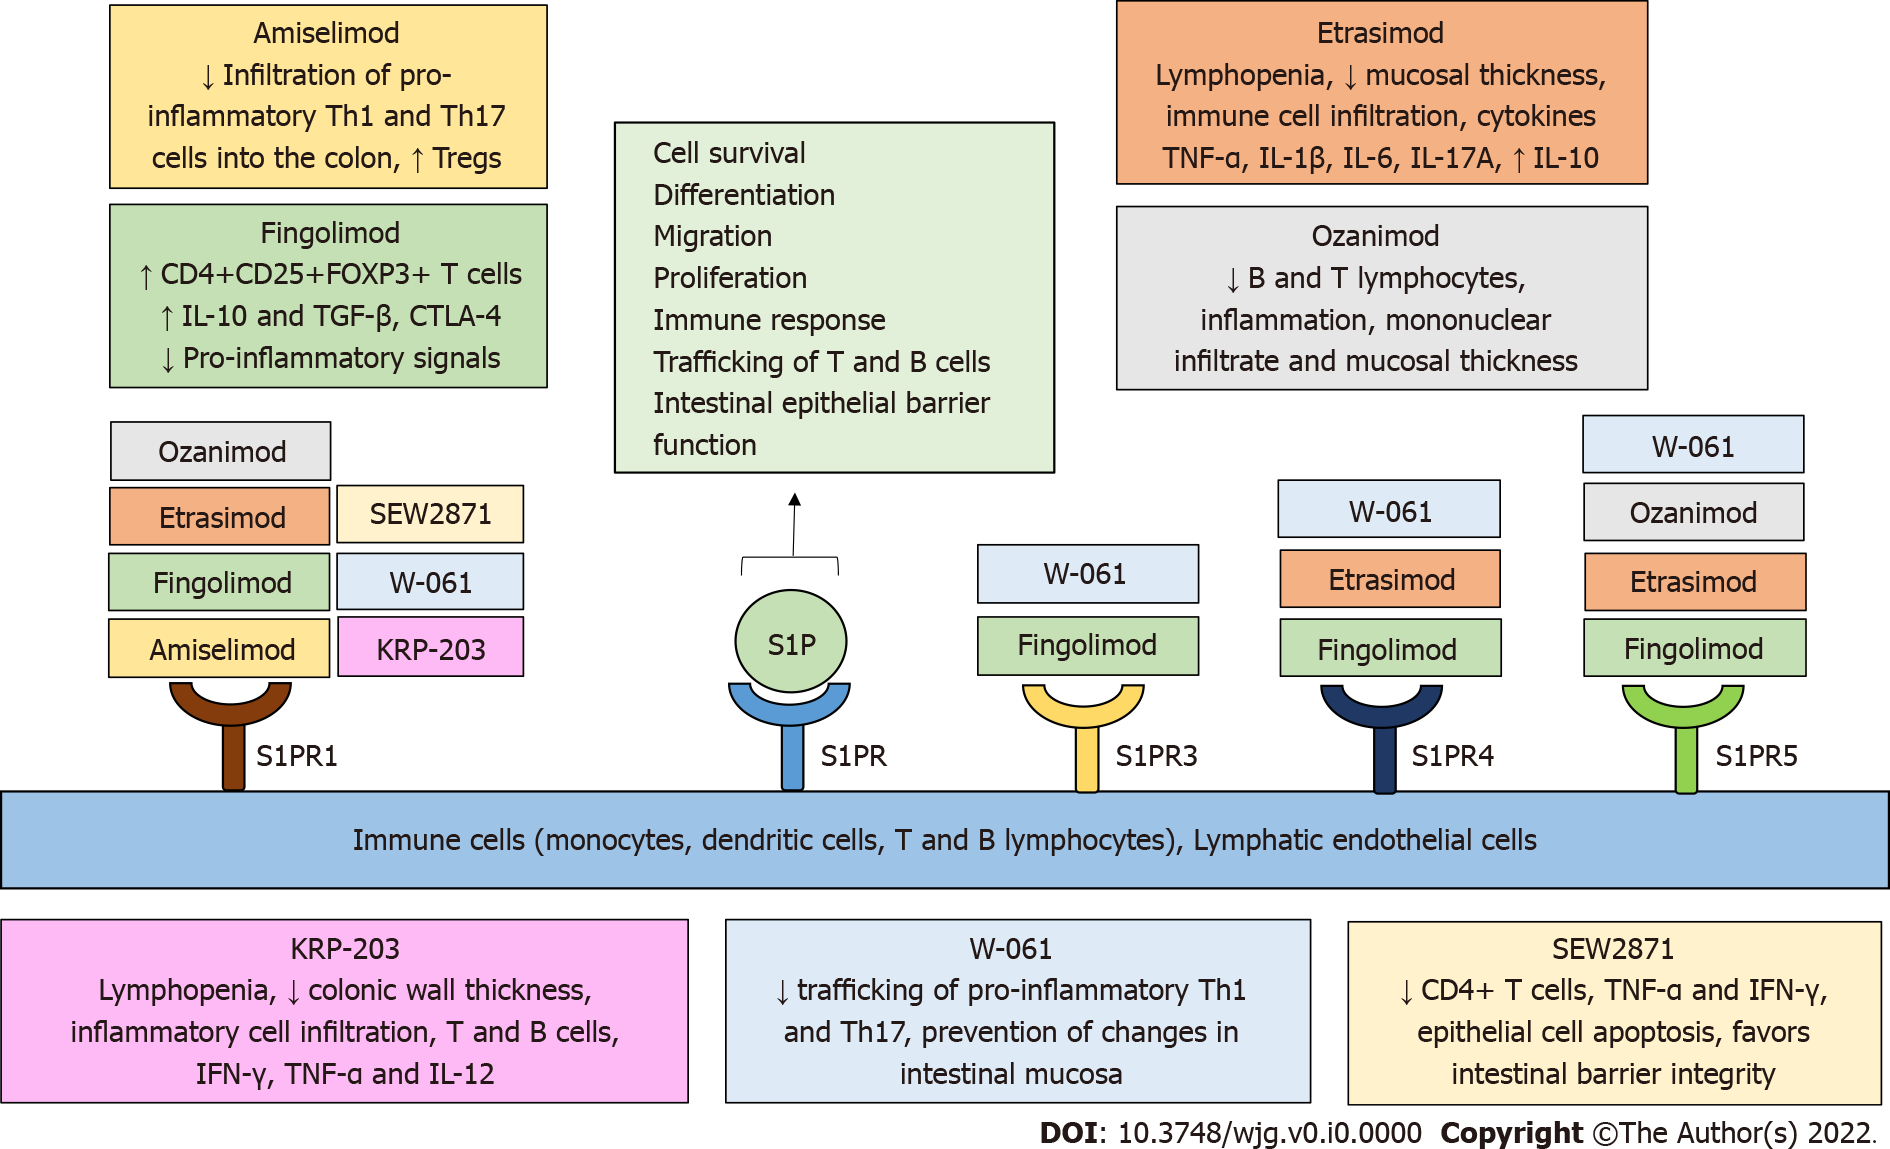 Amiselimod
↓ Infiltration of pro-
inflammatory Th1 and Th17
cells into the colon, ↑ Tregs
Fingolimod
↑ CD4+CD25+FOXP3+ T cells
↑ IL-10 and TGF-β, CTLA-4
↓ Pro-inflammatory signals
Cell survival
Differentiation
Migration
Proliferation
Immune response
Trafficking of T and B cells
Intestinal epithelial barrier
function
Etrasimod
Lymphopenia, ↓ mucosal thickness,
immune cell infiltration, cytokines
TNF-α, IL-1β, IL-6, IL-17A, ↑ IL-10
Ozanimod
↓ B and T lymphocytes,
inflammation, mononuclear
infiltrate and mucosal thickness
Ozanimod
Etrasimod
Fingolimod
Amiselimod
SEW2871
W-061
KRP-203
S1PR1
S1P
S1PR
W-061
Fingolimod
S1PR3
W-061
Etrasimod
Fingolimod
S1PR4
W-061
Ozanimod
Etrasimod
Fingolimod
S1PR5
Immune cells (monocytes, dendritic cells, T and B lymphocytes), Lymphatic endothelial cells
KRP-203
Lymphopenia, ↓ colonic wall thickness,
inflammatory cell infiltration, T and B cells,
IFN-γ, TNF-α and IL-12
W-061
↓ trafficking of pro-inflammatory Th1
and Th17, prevention of changes in
intestinal mucosa
SEW2871
↓ CD4+ T cells, TNF-α and IFN-γ,
epithelial cell apoptosis, favors
intestinal barrier integrity
DOI: 10.3748/wjg.v0.i0.0000 Copyright ©The Author(s) 2022.